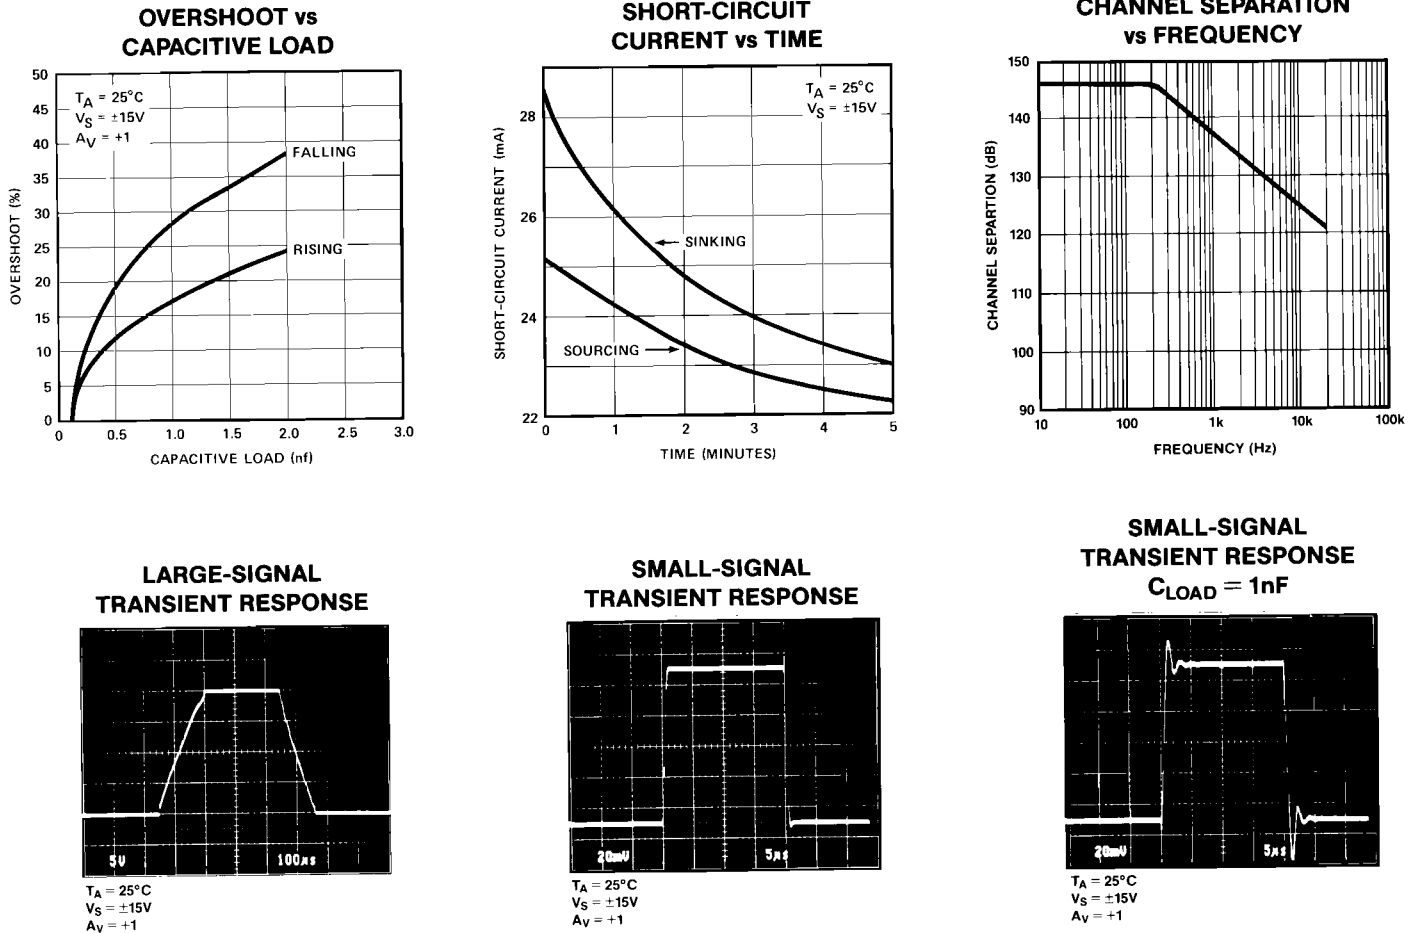 OVERSHOOT vs
CAPACITIVE LOAD
50
45
40
35
30
25
20
15
10
5
0
OVERSHOOT (%)
TA = 25°C
VS = ±15V
AV = +1
FALLING
RISING
0 0.5 1.0 1.5 2.0 2.5 3.0
CAPACITIVE LOAD (nf)
SHORT-CIRCUIT
CURRENT vs TIME
28
26
24
22
SHORT-CIRCUIT CURRENT (mA)
TA = 25°C
VS = ±15V
SINKING
SOURCING
0 1 2 3 4 5
TIME (MINUTES)
CHANNEL SEPARATION
vs FREQUENCY
150
140
130
120
110
100
90
CHANNEL SEPARTION (dB)
10 100 1k 10k 100k
FREQUENCY (Hz)
LARGE-SIGNAL
TRANSIENT RESPONSE
5V 100µs
TA = 25°C
VS = ±15V
AV = +1
SMALL-SIGNAL
TRANSIENT RESPONSE
20mV 5µs
TA = 25°C
VS = ±15V
AV = +1
SMALL-SIGNAL
TRANSIENT RESPONSE
CLOAD = 1nF
20mV 5µs
TA = 25°C
VS = ±15V
AV = +1